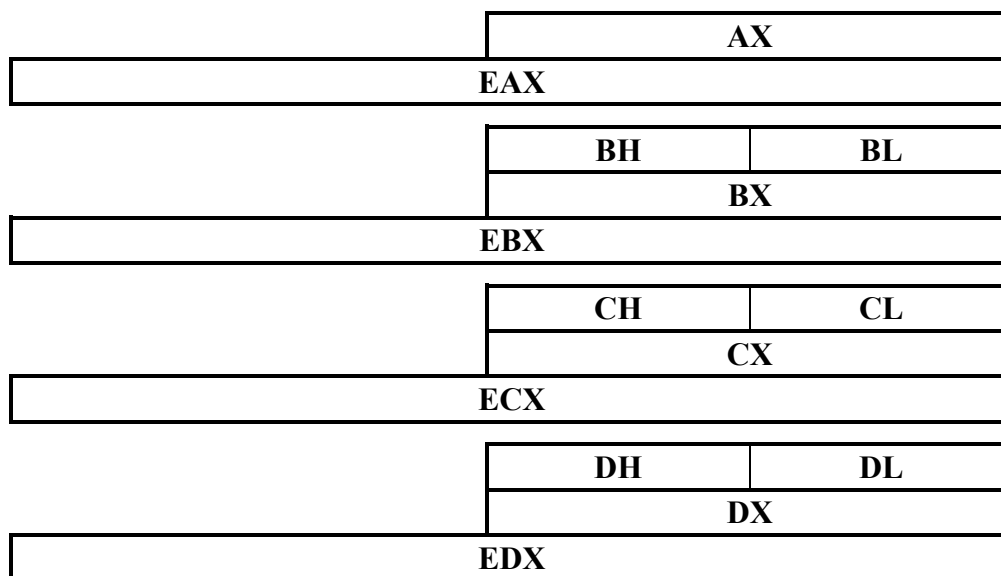 AX
EAX
BH BL
BX
EBX
CH CL
CX
ECX
DH DL
DX
EDX